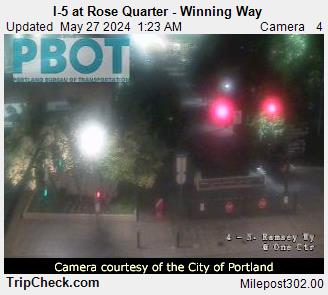 I-5 at Rose Quarter - Winning Way
Updated May 27 2024 1:23 AM Camera 4
PBOT
PORTLAND BUREAU OF TRANSPORTATION
4 - N. Ramsey Wy
@ One Ctr
Camera courtesy of the City of Portland
TripCheck.com Milepost302.00